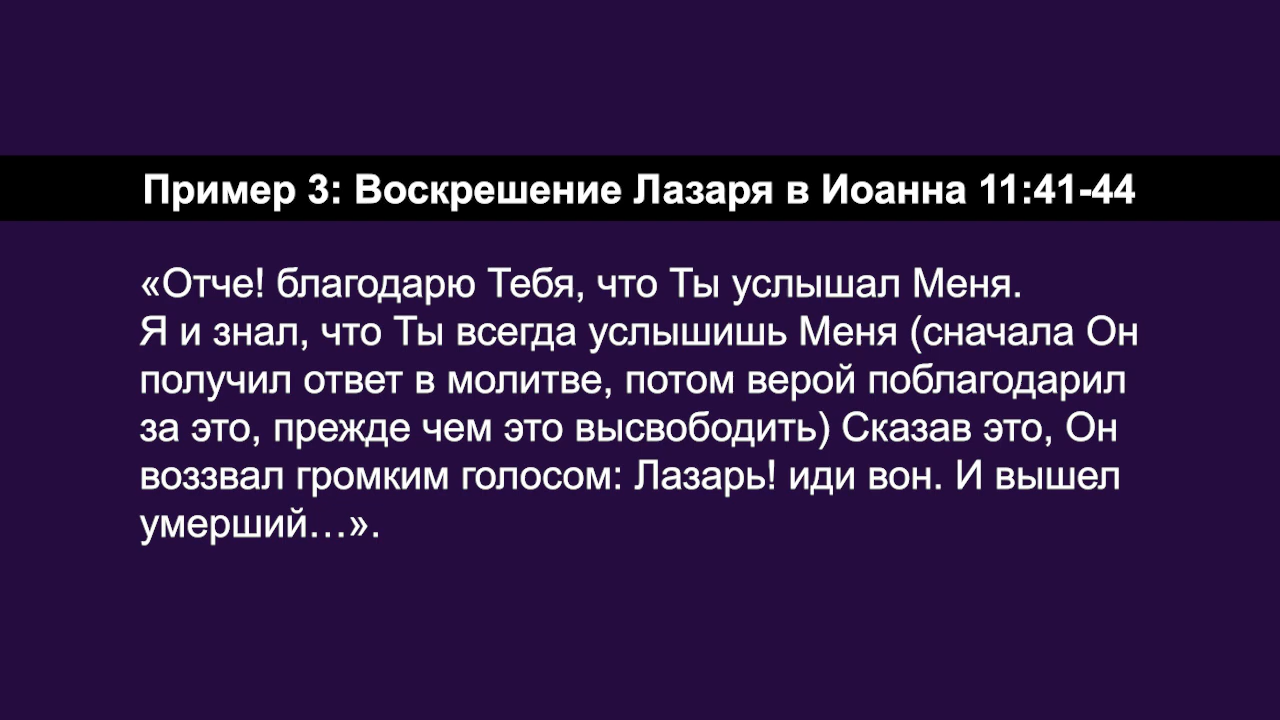 Пример 3: Воскрешение Лазаря в Иоанна 11:41-44
«Отче! благодарю Тебя, что Ты услышал Меня.
Я и знал, что Ты всегда услышишь Меня (сначала Он
получил ответ в молитве, потом верой поблагодарил
за это, прежде чем это высвободить) Сказав это, Он
воззвал громким голосом: Лазарь! иди вон. И вышел
умерший…».